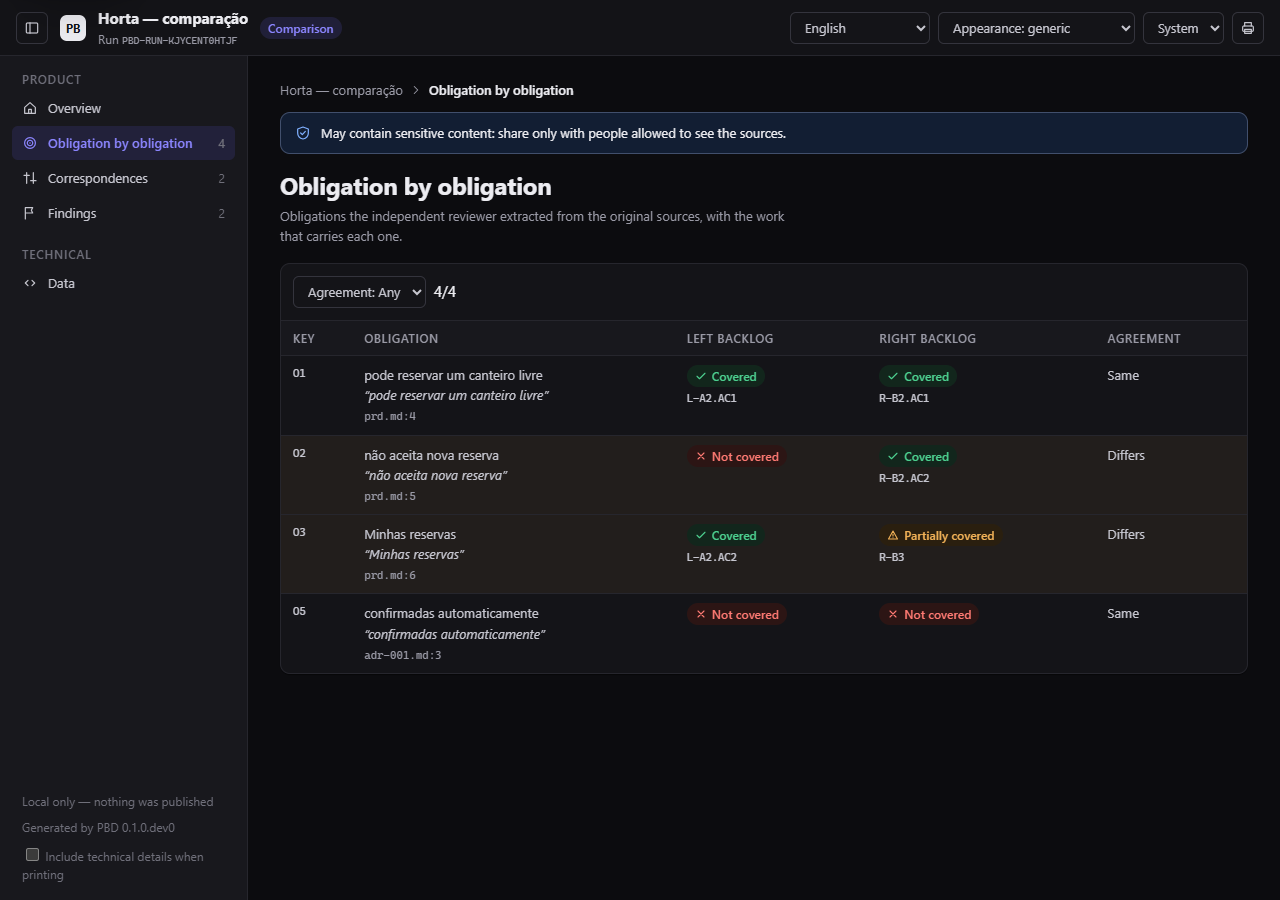 PB
Horta — comparação
Run PBD-RUN-KJYCENT0HTJF
Comparison
English
Appearance: generic
System
PRODUCT
Overview
Obligation by obligation 4
Correspondences 2
Findings 2
TECHNICAL
Data
Local only — nothing was published
Generated by PBD 0.1.0.dev0
Include technical details when
printing
Horta — comparação > Obligation by obligation
May contain sensitive content: share only with people allowed to see the sources.
Obligation by obligation
Obligations the independent reviewer extracted from the original sources, with the work
that carries each one.
Agreement: Any 4/4
KEY OBLIGATION LEFT BACKLOG RIGHT BACKLOG AGREEMENT
01 pode reservar um canteiro livre Covered Covered Same
“pode reservar um canteiro livre” L-A2.AC1 R-B2.AC1
prd.md:4
02 não aceita nova reserva Not covered Covered Differs
“não aceita nova reserva” R-B2.AC2
prd.md:5
03 Minhas reservas Covered Partially covered Differs
“Minhas reservas” L-A2.AC2 R-B3
prd.md:6
05 confirmadas automaticamente Not covered Not covered Same
“confirmadas automaticamente”
adr-001.md:3